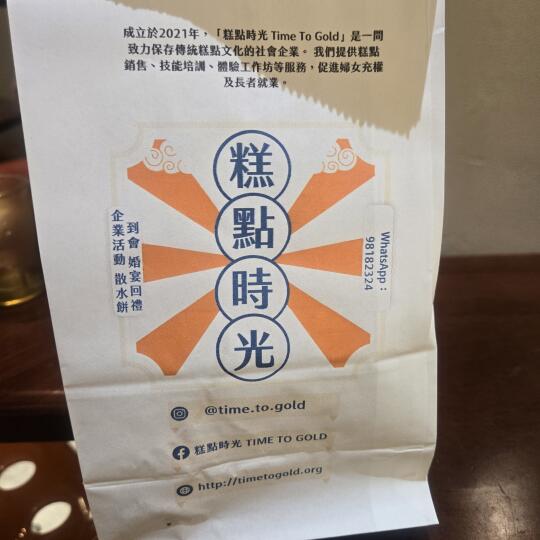 成立於2021年，「糕點時光 Time To Gold」是一間
致力保存傳統糕點文化的社會企業。 我們提供糕點
銷售、技能培訓、體驗工作坊等服務，促進婦女充權
及長者就業。
糕
點
時
光
到會 婚宴回禮
企業活動 散水餅
WhatsApp：
98182324
@time.to.gold
糕點時光 TIME TO GOLD
http://timetogold.org